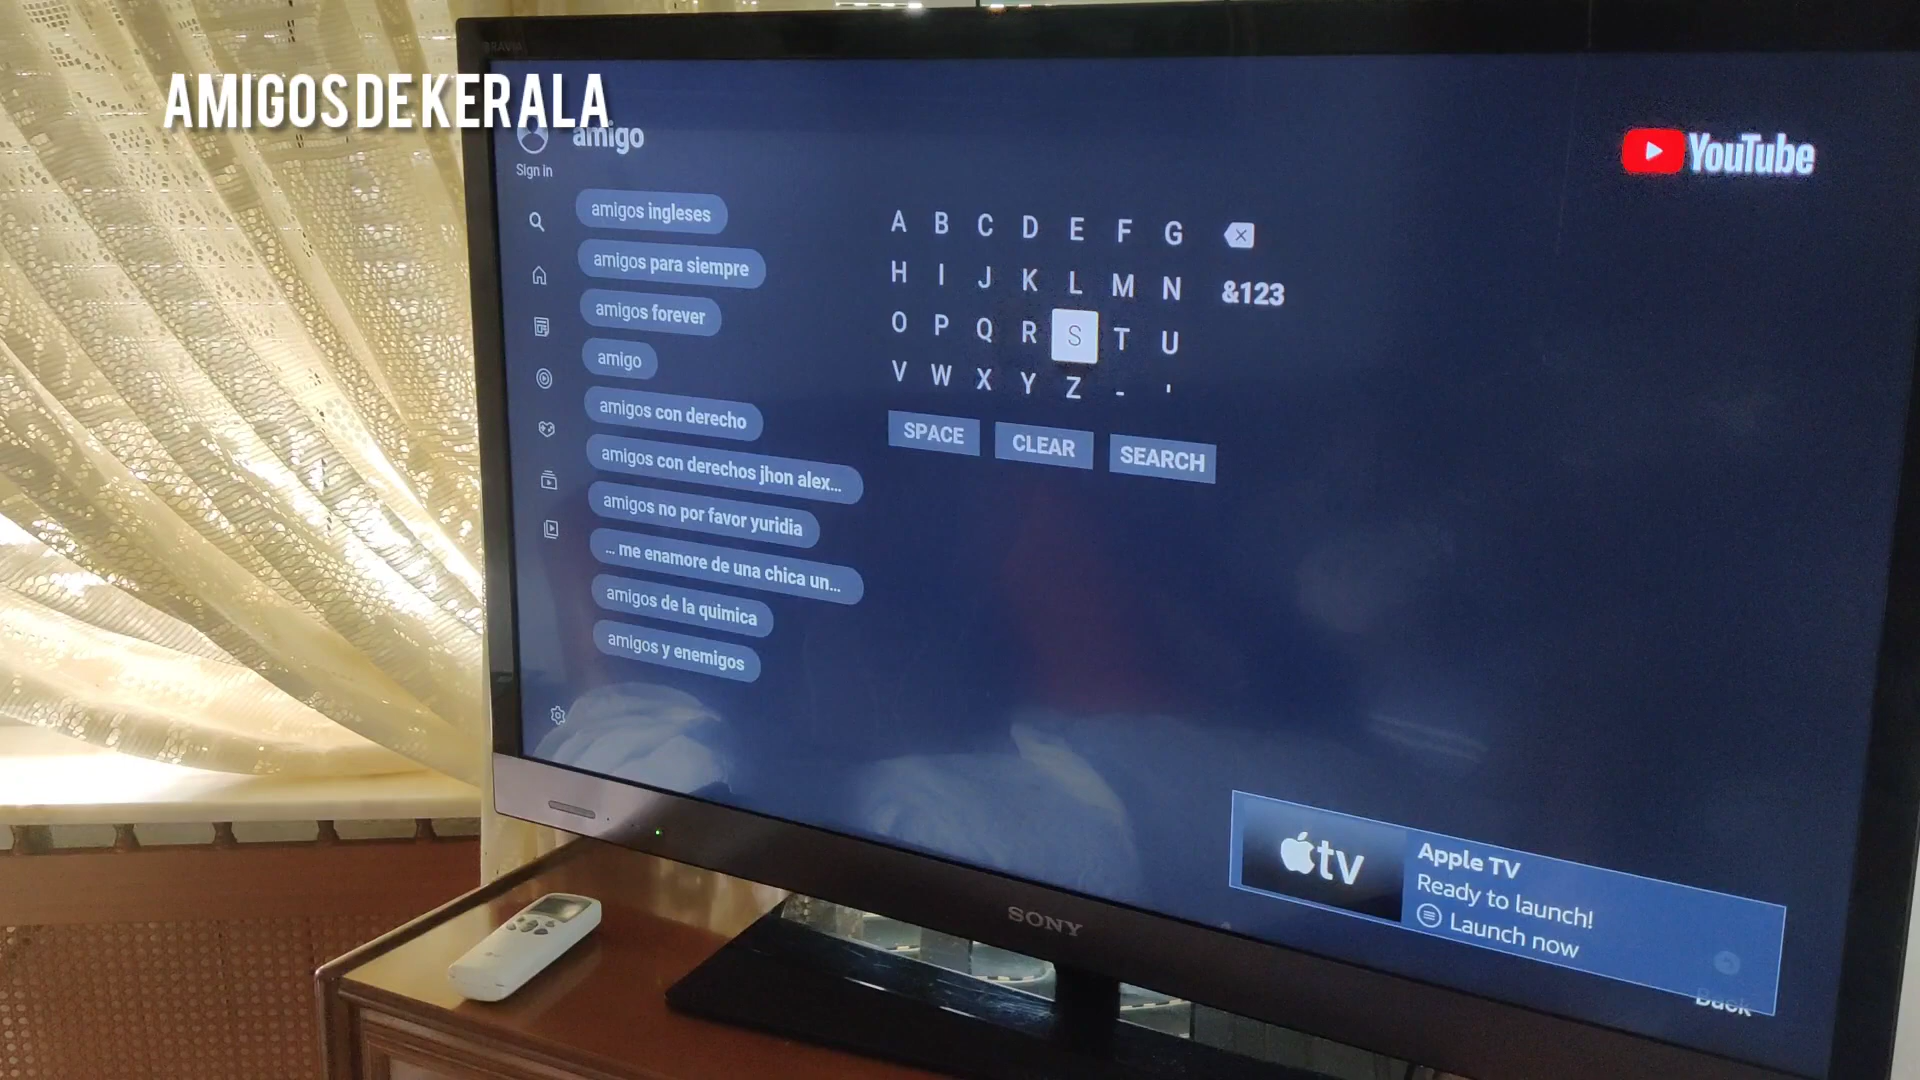 BRAVIA
AMIGOS DE KERALA
amigo
Sign in
YouTube
amigos ingleses
amigos para siempre
amigos forever
amigo
amigos con derecho
amigos con derechos jhon alex...
amigos no por favor yuridia
... me enamore de una chica un...
amigos de la quimica
amigos y enemigos
A B C D E F G
H I J K L M N &123
O P Q R S T U
V W X Y Z - '
SPACE CLEAR SEARCH
tv
Apple TV
Ready to launch!
Launch now
Back
SONY